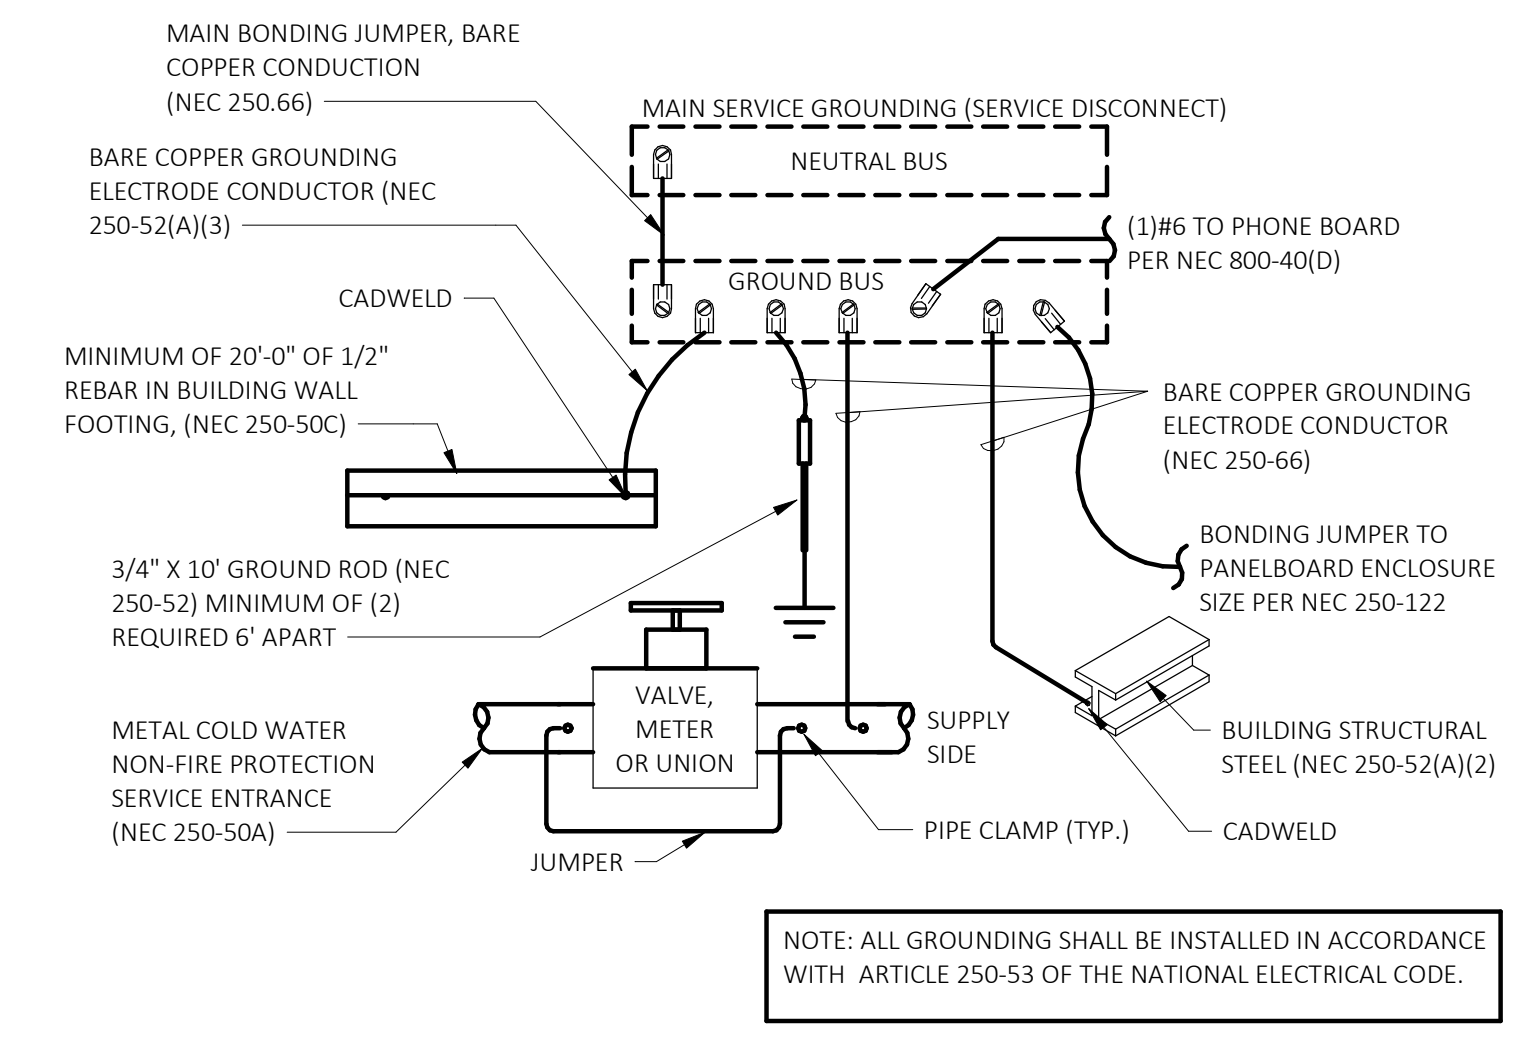 MAIN BONDING JUMPER, BARE
COPPER CONDUCTION
(NEC 250.66)
MAIN SERVICE GROUNDING (SERVICE DISCONNECT)
NEUTRAL BUS
BARE COPPER GROUNDING
ELECTRODE CONDUCTOR (NEC
250-52(A)(3)
(1)#6 TO PHONE BOARD
PER NEC 800-40(D)
GROUND BUS
CADWELD
MINIMUM OF 20'-0" OF 1/2"
REBAR IN BUILDING WALL
FOOTING, (NEC 250-50C)
BARE COPPER GROUNDING
ELECTRODE CONDUCTOR
(NEC 250-66)
BONDING JUMPER TO
PANELBOARD ENCLOSURE
SIZE PER NEC 250-122
3/4" X 10' GROUND ROD (NEC
250-52) MINIMUM OF (2)
REQUIRED 6' APART
VALVE,
METER
OR UNION
SUPPLY
SIDE
METAL COLD WATER
NON-FIRE PROTECTION
SERVICE ENTRANCE
(NEC 250-50A)
BUILDING STRUCTURAL
STEEL (NEC 250-52(A)(2)
PIPE CLAMP (TYP.)
CADWELD
JUMPER
NOTE: ALL GROUNDING SHALL BE INSTALLED IN ACCORDANCE
WITH ARTICLE 250-53 OF THE NATIONAL ELECTRICAL CODE.